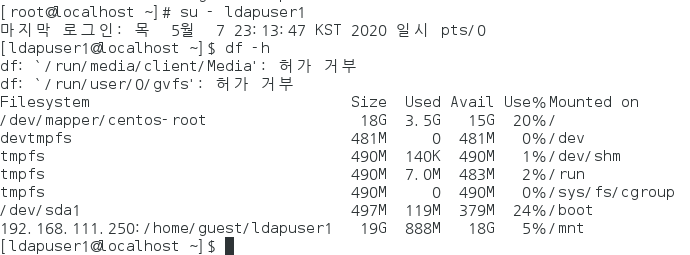 [root@localhost ~]# su - ldapuser1
마지막 로그인: 목 5월 7 23:13:47 KST 2020 일시 pts/0
[ldapuser1@localhost ~]$ df -h
df: `/run/media/client/Media': 허가 거부
df: `/run/user/0/gvfs': 허가 거부
Filesystem Size Used Avail Use% Mounted on
/dev/mapper/centos-root 18G 3.5G 15G 20% /
devtmpfs 481M 0 481M 0% /dev
tmpfs 490M 140K 490M 1% /dev/shm
tmpfs 490M 7.0M 483M 2% /run
tmpfs 490M 0 490M 0% /sys/fs/cgroup
/dev/sda1 497M 119M 379M 24% /boot
192.168.111.250:/home/guest/ldapuser1 19G 888M 18G 5% /mnt
[ldapuser1@localhost ~]$